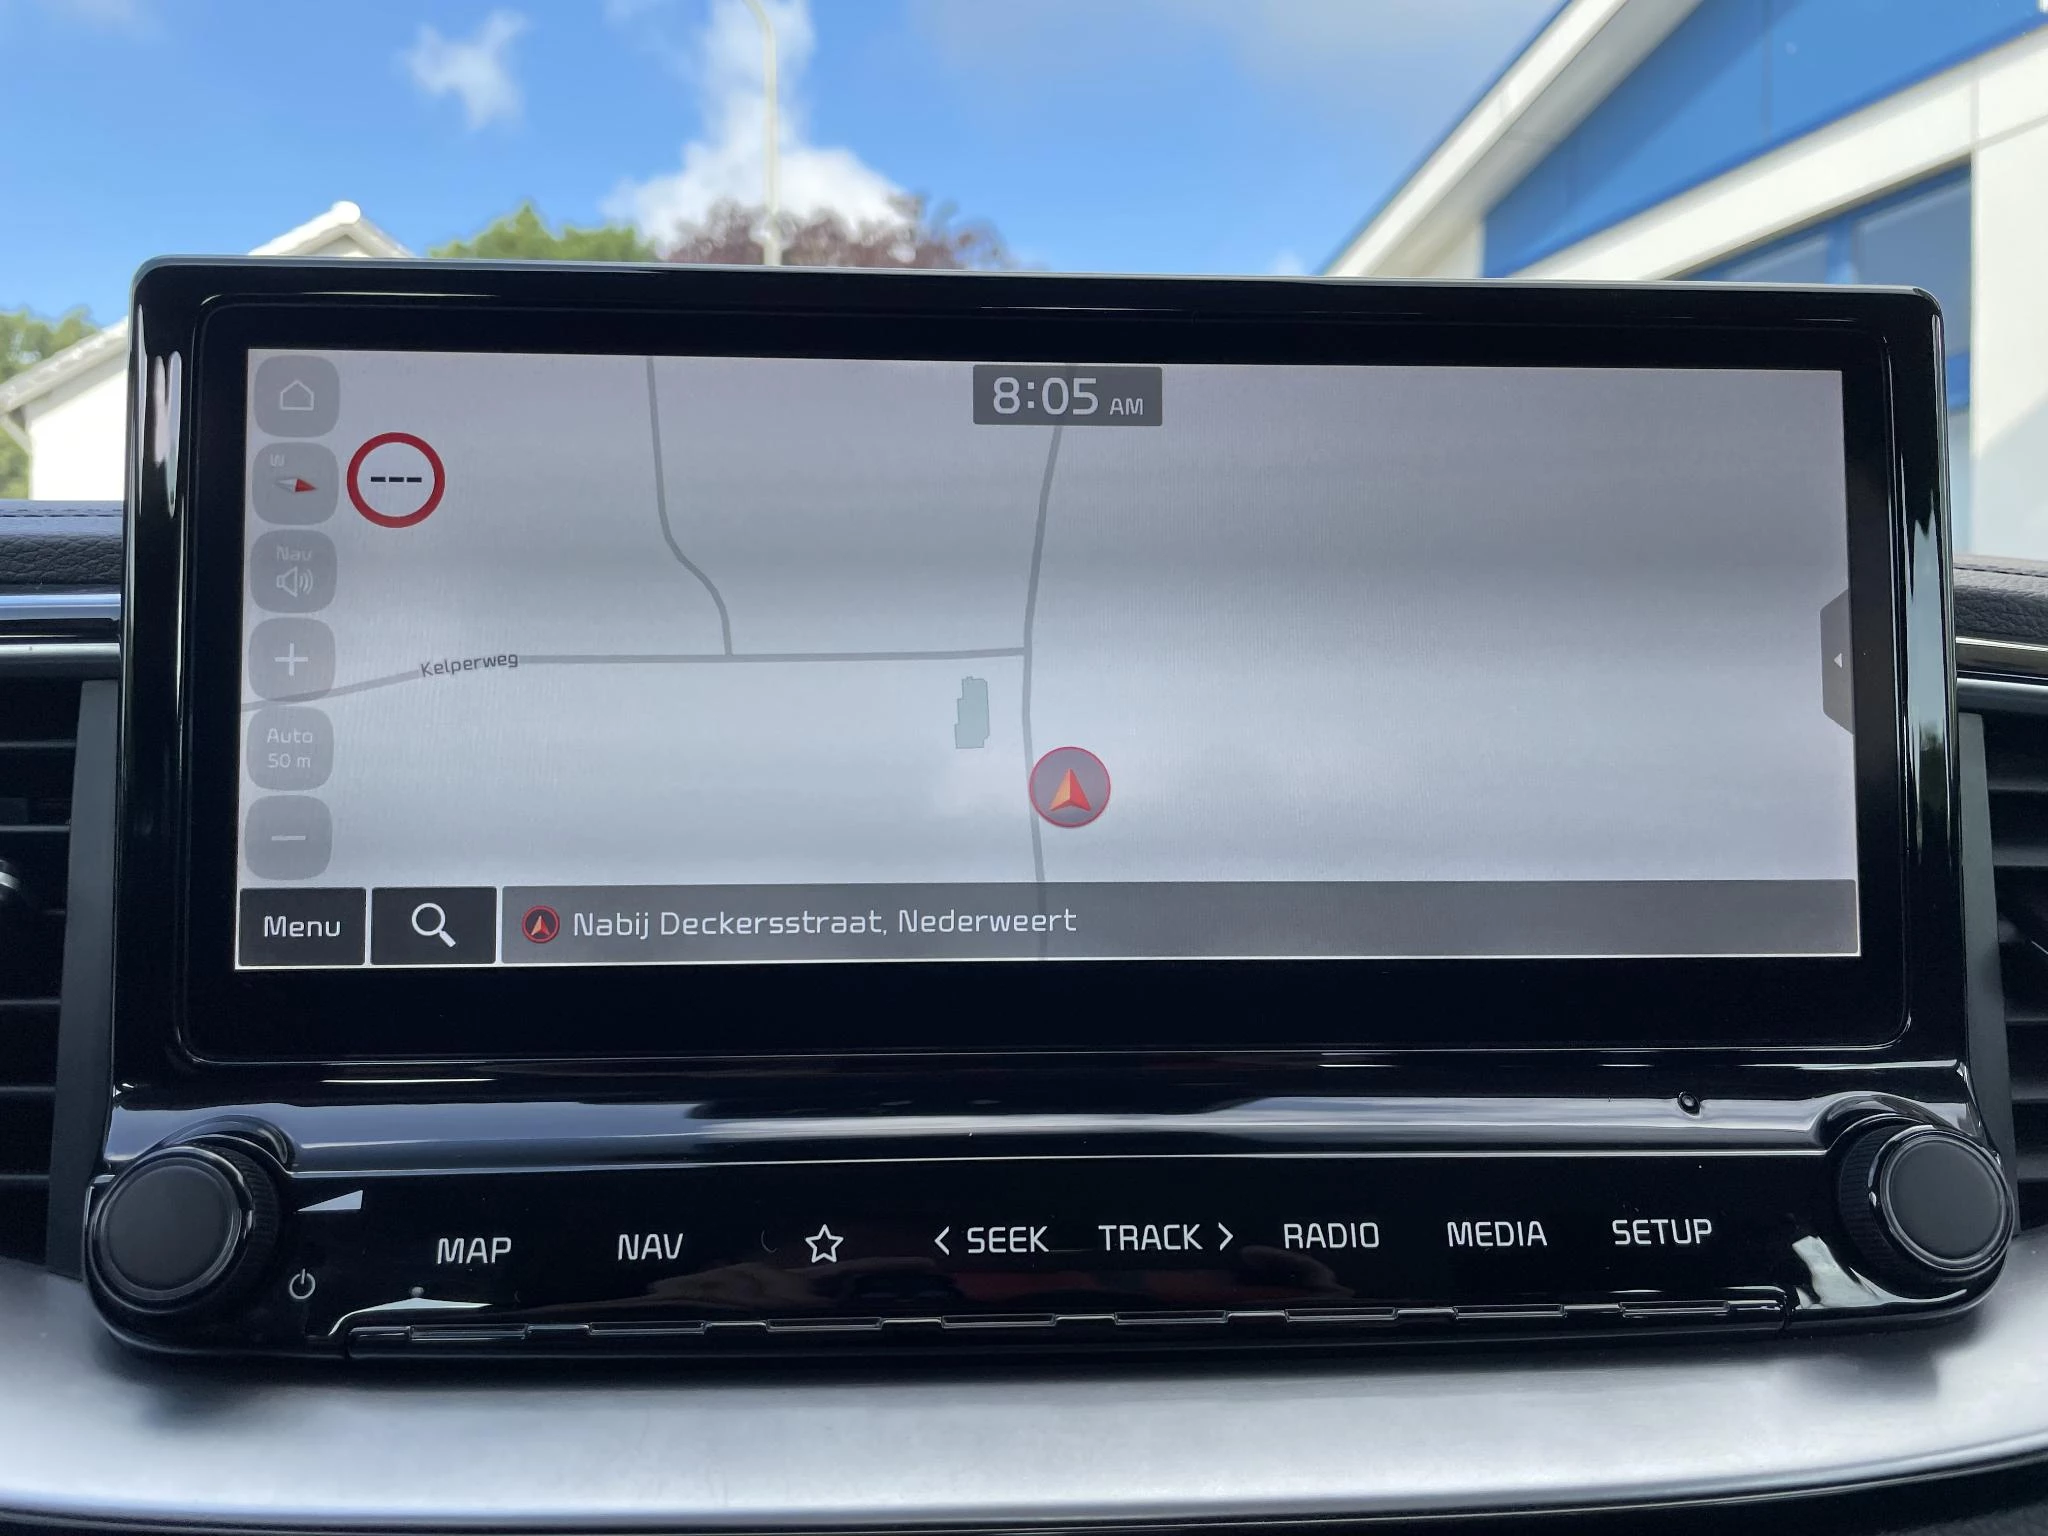 8:05 AM
W
---
Nav
Kelperweg
Auto
50 m
Menu
Nabij Deckersstraat, Nederweert
MAP
NAV
< SEEK
TRACK >
RADIO
MEDIA
SETUP